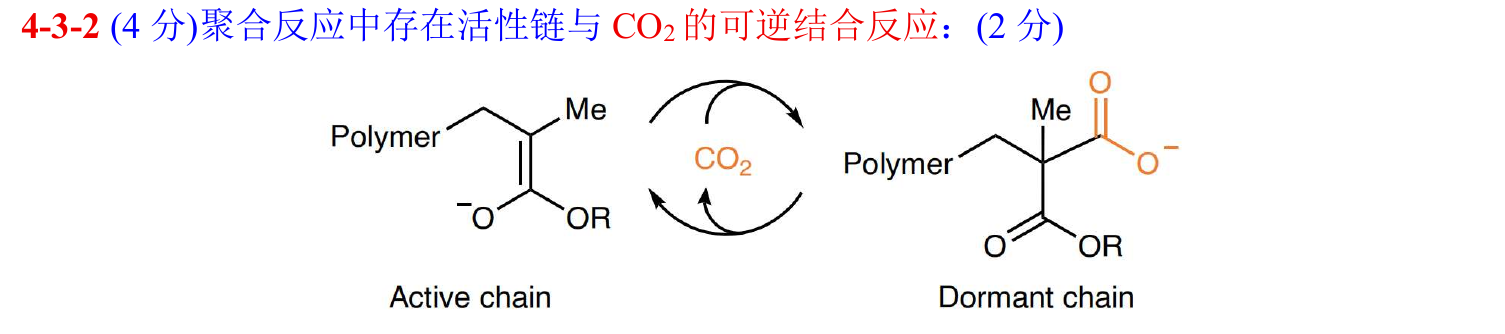 4-3-2 (4 分)聚合反应中存在活性链与 CO₂ 的可逆结合反应：(2 分)
Polymer Me ⁻O OR
CO₂
Polymer Me O O⁻ O OR
Active chain
Dormant chain